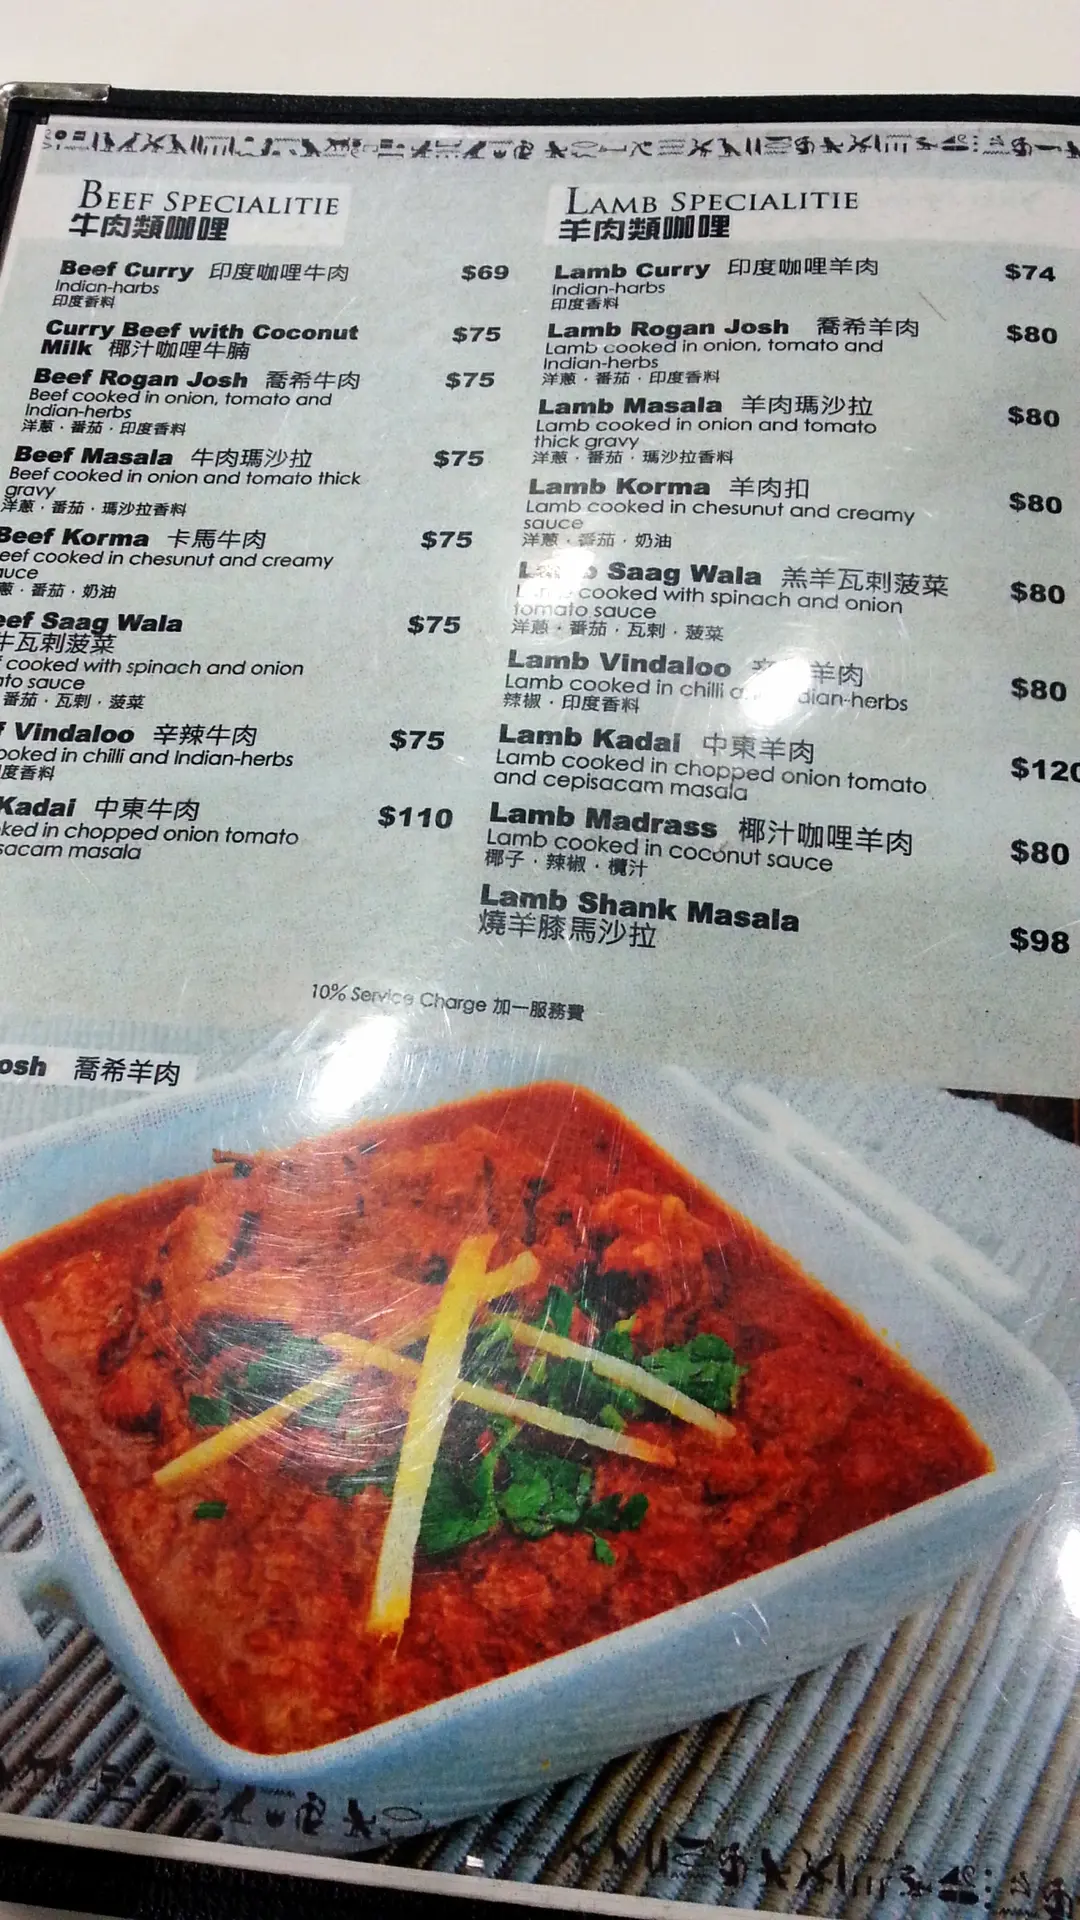 BEEF SPECIALITIE
牛肉類咖哩
Beef Curry 印度咖哩牛肉 $69
Indian-harbs
印度香料
Curry Beef with Coconut
Milk 椰汁咖哩牛腩 $75
Beef Rogan Josh 喬希牛肉 $75
Beef cooked in onion, tomato and
Indian-herbs
洋蔥·番茄·印度香料
Beef Masala 牛肉瑪沙拉 $75
Beef cooked in onion and tomato thick
gravy
洋蔥·番茄·瑪沙拉香料
Beef Korma 卡馬牛肉 $75
eef cooked in chesunut and creamy
auce
蔥·番茄·奶油
eef Saag Wala $75
牛瓦剌菠菜
cooked with spinach and onion
ato sauce
番茄·瓦剌·菠菜
f Vindaloo 辛辣牛肉 $75
ooked in chilli and Indian-herbs
度香料
Kadai 中東牛肉 $110
ked in chopped onion tomato
sacam masala
LAMB SPECIALITIE
羊肉類咖哩
Lamb Curry 印度咖哩羊肉 $74
Indian-harbs
印度香料
Lamb Rogan Josh 喬希羊肉 $80
Lamb cooked in onion, tomato and
Indian-herbs
洋蔥·番茄·印度香料
Lamb Masala 羊肉瑪沙拉 $80
Lamb cooked in onion and tomato
thick gravy
洋蔥·番茄·瑪沙拉香料
Lamb Korma 羊肉扣 $80
Lamb cooked in chesunut and creamy
sauce
洋蔥·番茄·奶油
Lamb Saag Wala 羔羊瓦剌菠菜 $80
cooked with spinach and onion
tomato sauce
洋蔥·番茄·瓦剌·菠菜
Lamb Vindaloo 羊肉 $80
Lamb cooked in chilli dian-herbs
辣椒·印度香料
Lamb Kadai 中東羊肉 $120
Lamb cooked in chopped onion tomato
and cepisacam masala
Lamb Madrass 椰汁咖哩羊肉 $80
Lamb cooked in coconut sauce
椰子·辣椒·欖汁
Lamb Shank Masala
燒羊膝馬沙拉 $98
10% Service Charge 加一服務費
osh 喬希羊肉